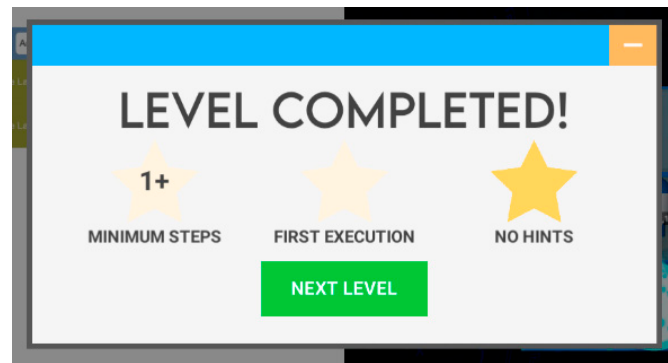 LEVEL COMPLETED!
1+
MINIMUM STEPS
FIRST EXECUTION
NO HINTS
NEXT LEVEL